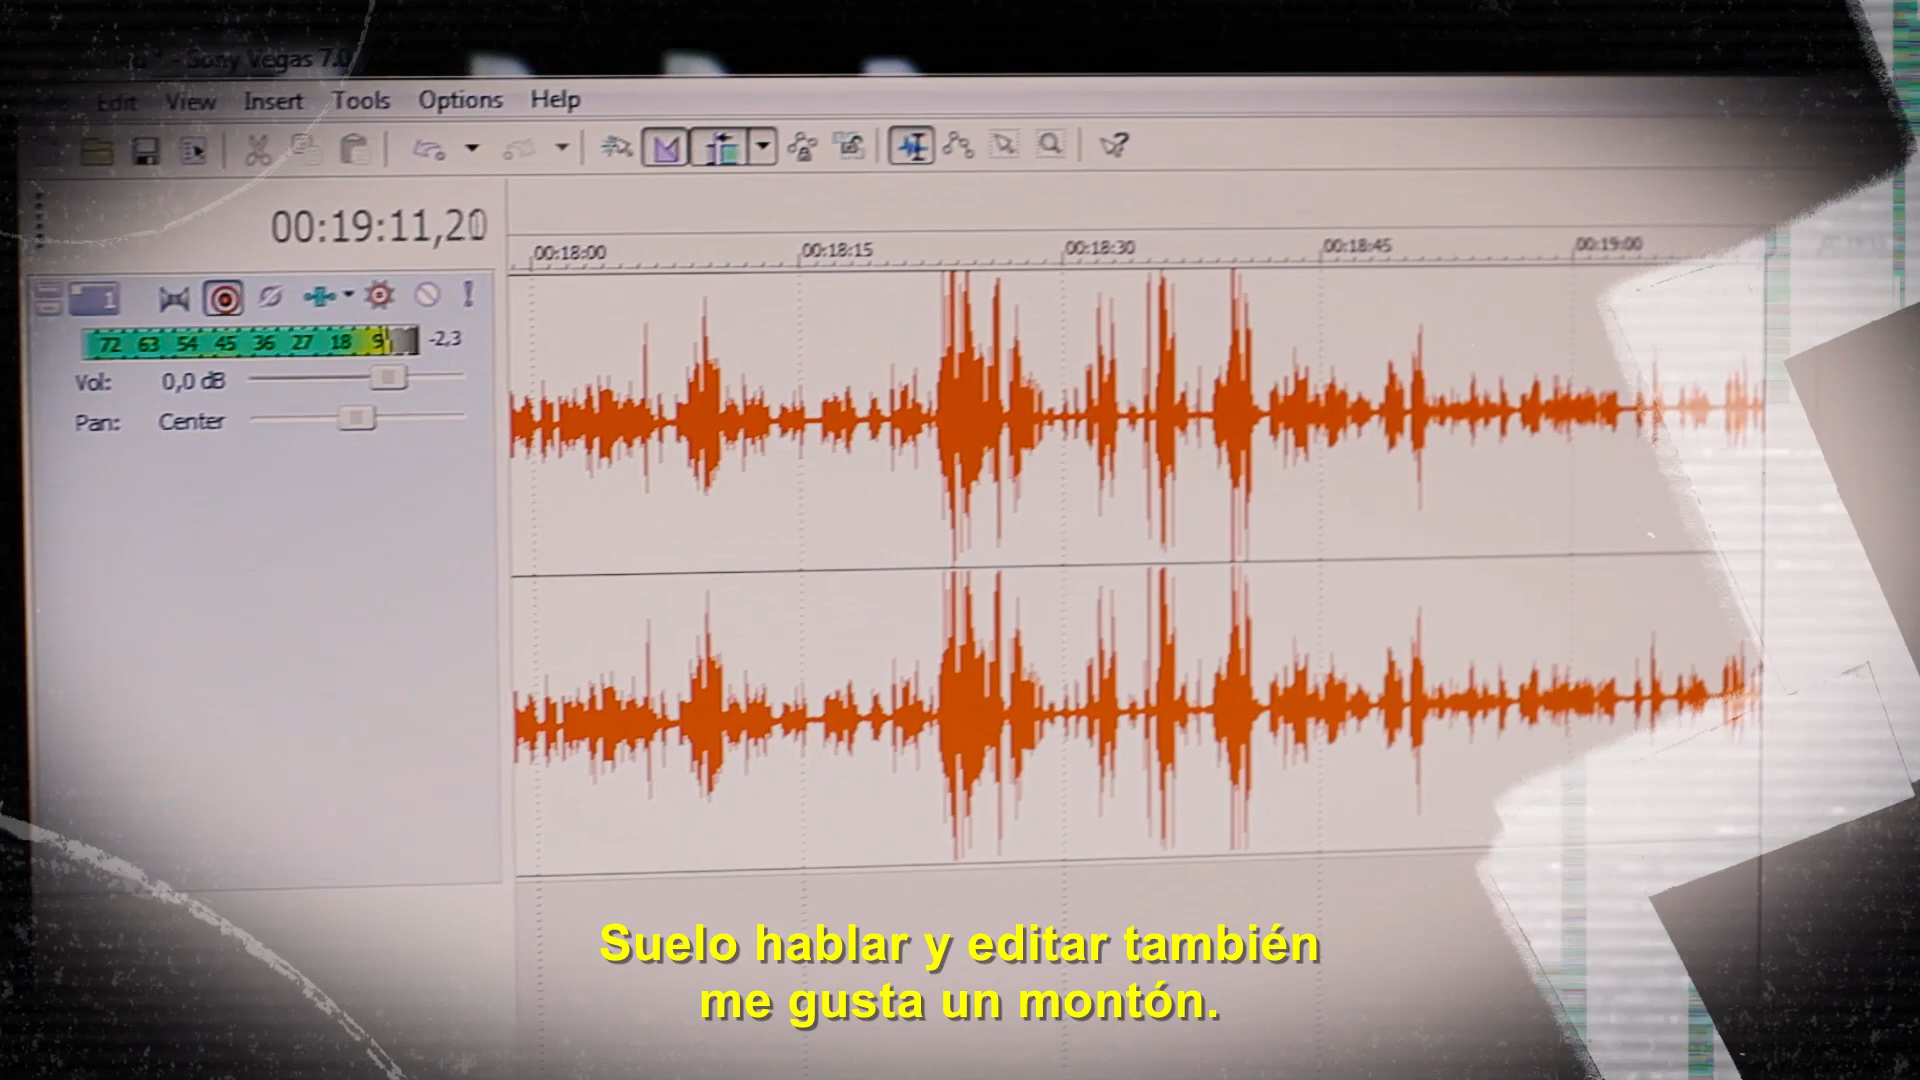 - Sony Vegas 7.0
Edit View Insert Tools Options Help
00:19:11,20
00:18:00 00:18:15 00:18:30 00:18:45 00:19:00
1
72 63 54 45 36 27 18 9 -2,3
Vol: 0,0 dB
Pan: Center
Suelo hablar y editar también
me gusta un montón.